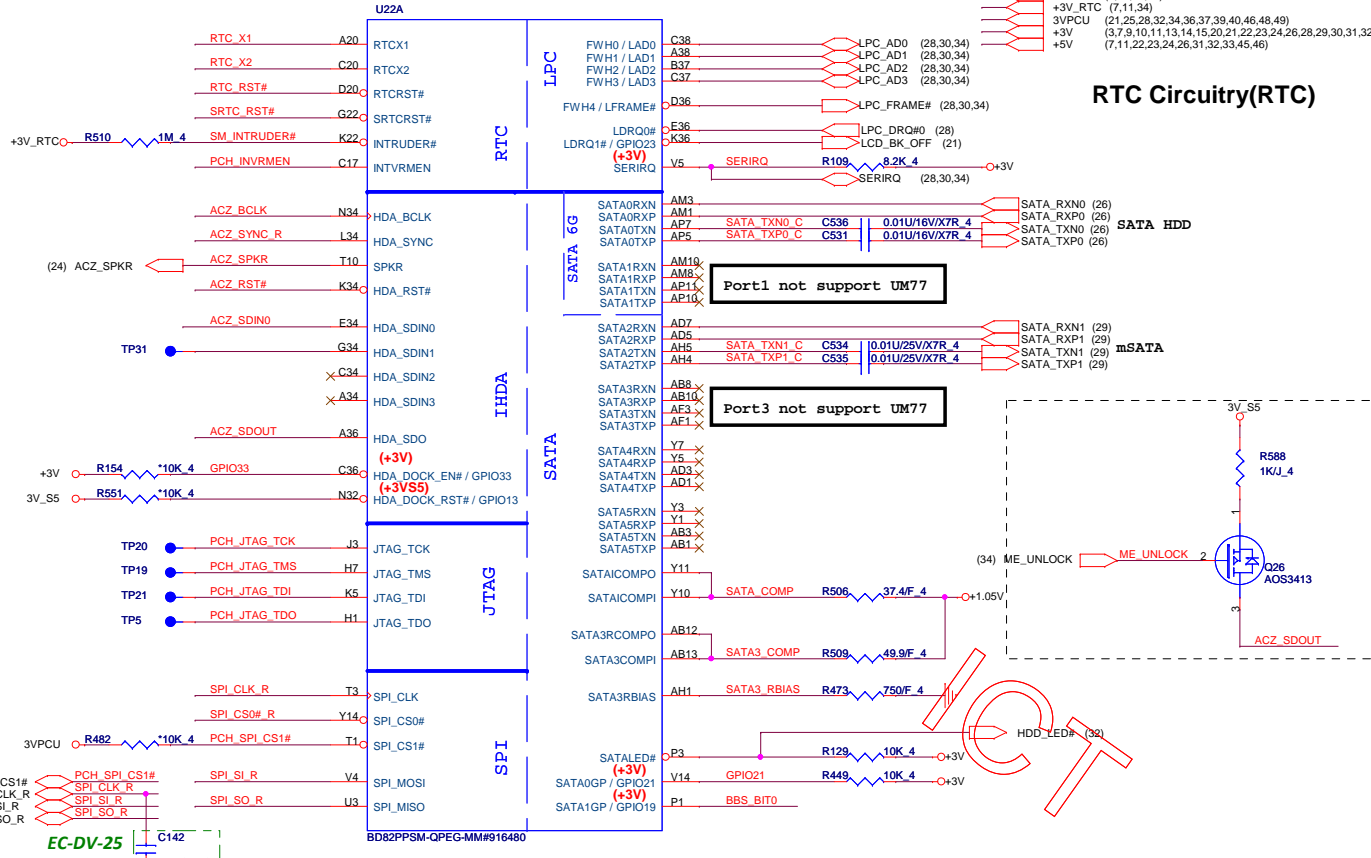 U22A
+3V_RTC (7,11,34)
3VPCU (21,25,28,32,34,36,37,39,40,46,48,49)
+3V (3,7,9,10,11,13,14,15,20,21,22,23,24,26,28,29,30,31,32
+5V (7,11,22,23,24,26,31,32,33,45,46)
RTC Circuitry(RTC)
RTC_X1 A20 RTCX1
RTC_X2 C20 RTCX2
RTC_RST# D20 RTCRST#
SRTC_RST# G22 SRTCRST#
+3V_RTC R510 1M_4 SM_INTRUDER# K22 INTRUDER#
PCH_INVRMEN C17 INTVRMEN
RTC
LPC
FWH0 / LAD0 C38 LPC_AD0 (28,30,34)
FWH1 / LAD1 A38 LPC_AD1 (28,30,34)
FWH2 / LAD2 B37 LPC_AD2 (28,30,34)
FWH3 / LAD3 C37 LPC_AD3 (28,30,34)
FWH4 / LFRAME# D36 LPC_FRAME# (28,30,34)
LDRQ0# E36 LPC_DRQ#0 (28)
LDRQ1# / GPIO23 K36 LCD_BK_OFF (21)
(+3V)
SERIRQ V5 SERIRQ R109 8.2K_4 +3V
SERIRQ (28,30,34)
ACZ_BCLK N34 HDA_BCLK
ACZ_SYNC_R L34 HDA_SYNC
(24) ACZ_SPKR ACZ_SPKR T10 SPKR
ACZ_RST# K34 HDA_RST#
ACZ_SDIN0 E34 HDA_SDIN0
TP31 G34 HDA_SDIN1
C34 HDA_SDIN2
A34 HDA_SDIN3
ACZ_SDOUT A36 HDA_SDO
(+3V)
+3V R154 *10K_4 GPIO33 C36 HDA_DOCK_EN# / GPIO33
(+3VS5)
3V_S5 R551 *10K_4 N32 HDA_DOCK_RST# / GPIO13
IHDA
SATA 6G
SATA0RXN AM3 SATA_RXN0 (26)
SATA0RXP AM1 SATA_RXP0 (26)
SATA0TXN AP7 SATA_TXN0_C C536 0.01U/16V/X7R_4 SATA_TXN0 (26)
SATA0TXP AP5 SATA_TXP0_C C531 0.01U/16V/X7R_4 SATA_TXP0 (26)
SATA HDD
SATA1RXN AM10
SATA1RXP AM8
SATA1TXN AP11
SATA1TXP AP10
Port1 not support UM77
SATA
SATA2RXN AD7 SATA_RXN1 (29)
SATA2RXP AD5 SATA_RXP1 (29)
SATA2TXN AH5 SATA_TXN1_C C534 0.01U/25V/X7R_4 SATA_TXN1 (29)
SATA2TXP AH4 SATA_TXP1_C C535 0.01U/25V/X7R_4 SATA_TXP1 (29)
mSATA
SATA3RXN AB8
SATA3RXP AB10
SATA3TXN AF3
SATA3TXP AF1
Port3 not support UM77
SATA4RXN Y7
SATA4RXP Y5
SATA4TXN AD3
SATA4TXP AD1
SATA5RXN Y3
SATA5RXP Y1
SATA5TXN AB3
SATA5TXP AB1
SATAICOMPO Y11
SATAICOMPI Y10 SATA_COMP R506 37.4/F_4 +1.05V
SATA3RCOMPO AB12
SATA3COMPI AB13 SATA3_COMP R509 49.9/F_4
SATA3RBIAS AH1 SATA3_RBIAS R473 750/F_4
HDD_LED# (32)
SATALED# P3 R129 10K_4 +3V
(+3V)
SATA0GP / GPIO21 V14 GPIO21 R449 10K_4 +3V
(+3V)
SATA1GP / GPIO19 P1 BBS_BIT0
3V_S5
R588
1K/J_4
1
(34) ME_UNLOCK ME_UNLOCK 2
Q26
AOS3413
3
ACZ_SDOUT
TP20 PCH_JTAG_TCK J3 JTAG_TCK
TP19 PCH_JTAG_TMS H7 JTAG_TMS
TP21 PCH_JTAG_TDI K5 JTAG_TDI
TP5 PCH_JTAG_TDO H1 JTAG_TDO
JTAG
SPI_CLK_R T3 SPI_CLK
SPI_CS0#_R Y14 SPI_CS0#
3VPCU R482 *10K_4 PCH_SPI_CS1# T1 SPI_CS1#
SPI_SI_R V4 SPI_MOSI
SPI_SO_R U3 SPI_MISO
SPI
CS1# PCH_SPI_CS1#
CLK_R SPI_CLK_R
SI_R SPI_SI_R
SO_R SPI_SO_R
BD82PPSM-QPEG-MM#916480
EC-DV-25
C142
ICT